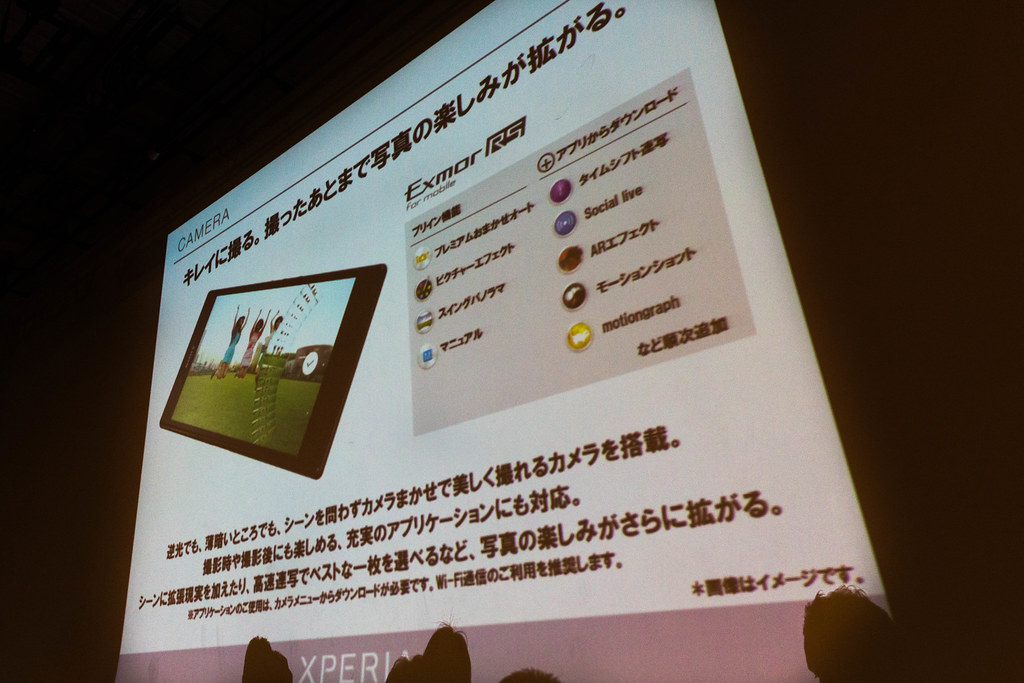 CAMERA
キレイに撮る。撮ったあとまで写真の楽しみが拡がる。
Exmor RS
for mobile
プリイン機能
プレミアムおまかせオート
ピクチャーエフェクト
スイングパノラマ
マニュアル
アプリからダウンロード
タイムシフト連写
Social live
ARエフェクト
モーションショット
motiongraph
など順次追加
逆光でも、薄暗いところでも、シーンを問わずカメラまかせで美しく撮れるカメラを搭載。
撮影時や撮影後にも楽しめる、充実のアプリケーションにも対応。
シーンに拡張現実を加えたり、高速連写でベストな一枚を選べるなど、写真の楽しみがさらに拡がる。
※アプリケーションのご使用は、カメラメニューからダウンロードが必要です。Wi-Fi通信のご利用を推奨します。
＊画像はイメージです。
XPERIA